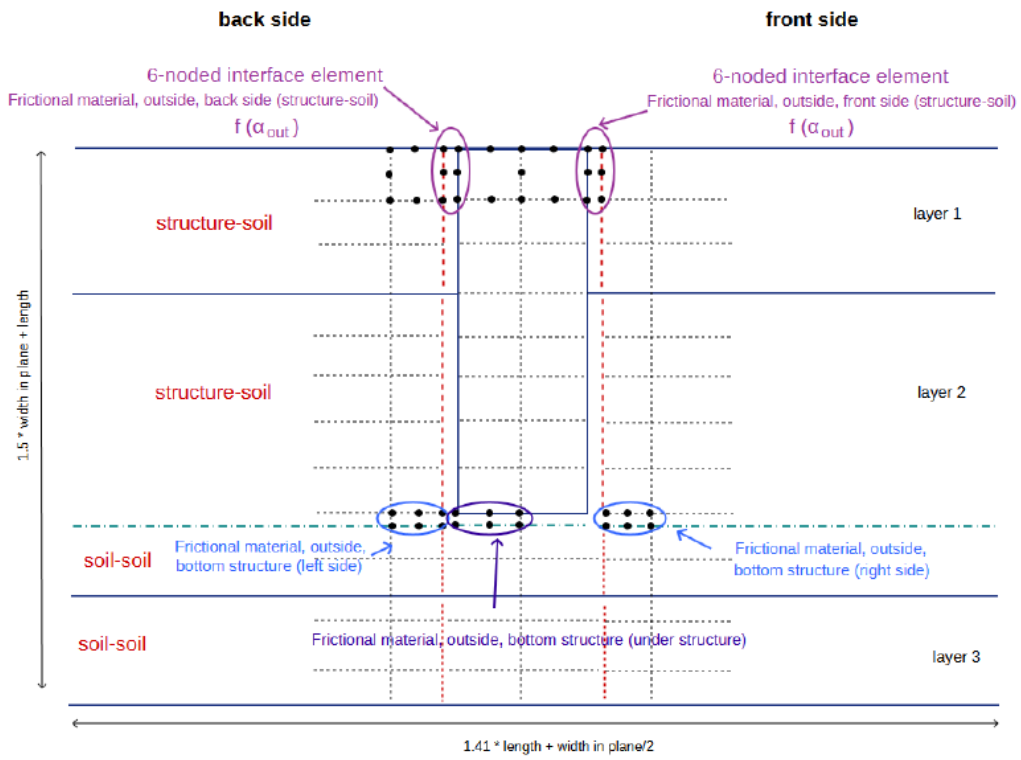 back side
front side
6-noded interface element
Frictional material, outside, back side (structure-soil)
f (α out )
6-noded interface element
Frictional material, outside, front side (structure-soil)
f (α out )
structure-soil
layer 1
1.5 * width in plane + length
structure-soil
layer 2
soil-soil
Frictional material, outside,
bottom structure (left side)
Frictional material, outside,
bottom structure (right side)
soil-soil
Frictional material, outside, bottom structure (under structure)
layer 3
1.41 * length + width in plane/2